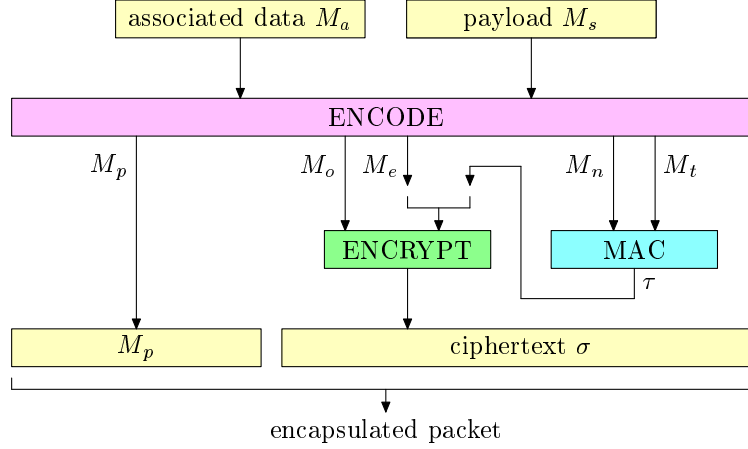 associated data Mₐ payload Mₛ
ENCODE
Mₚ Mₒ Mₑ Mₙ Mₜ
ENCRYPT MAC
τ
Mₚ ciphertext σ
encapsulated packet